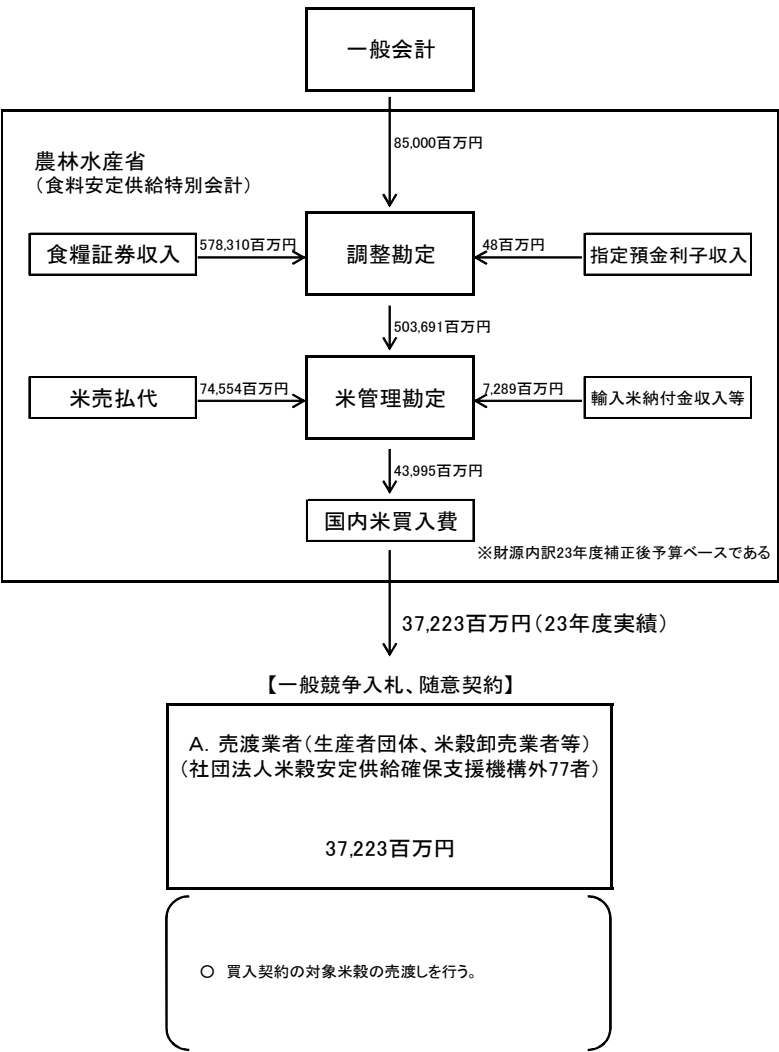 一般会計
85,000百万円
農林水産省
（食料安定供給特別会計）
食糧証券収入
578,310百万円
調整勘定
48百万円
指定預金利子収入
503,691百万円
米売払代
74,554百万円
米管理勘定
7,289百万円
輸入米納付金収入等
43,995百万円
国内米買入費
※財源内訳23年度補正後予算ベースである
37,223百万円（23年度実績）
【一般競争入札、随意契約】
A．売渡業者（生産者団体、米穀卸売業者等）
（社団法人米穀安定供給確保支援機構外77者）
37,223百万円
○ 買入契約の対象米穀の売渡しを行う。